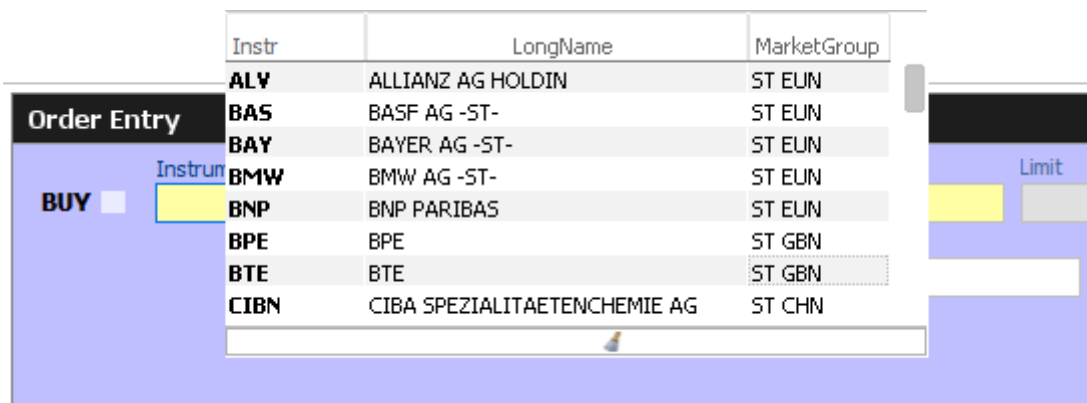 Instr LongName MarketGroup
ALV ALLIANZ AG HOLDIN ST EUN
Order Entry
BAS BASF AG -ST- ST EUN
BAY BAYER AG -ST- ST EUN
Instrum
Limit
BMW BMW AG -ST- ST EUN
BUY
BNP BNP PARIBAS ST EUN
BPE BPE ST GBN
BTE BTE ST GBN
CIBN CIBA SPEZIALITAETENCHEMIE AG ST CHN